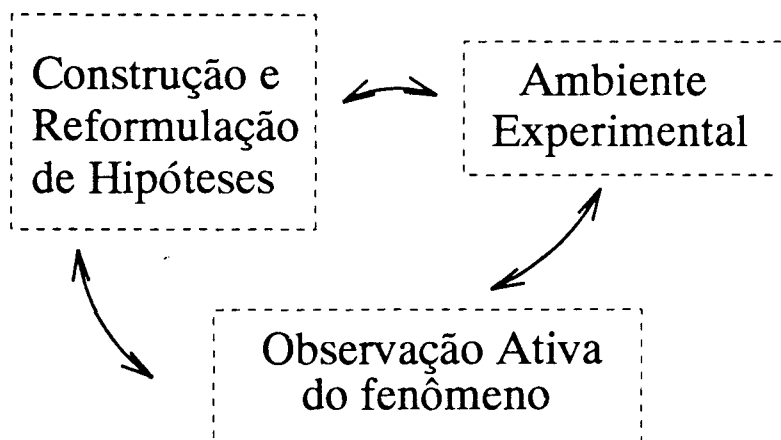 Construção e
Reformulação
de Hipóteses
Ambiente
Experimental
Observação Ativa
do fenômeno